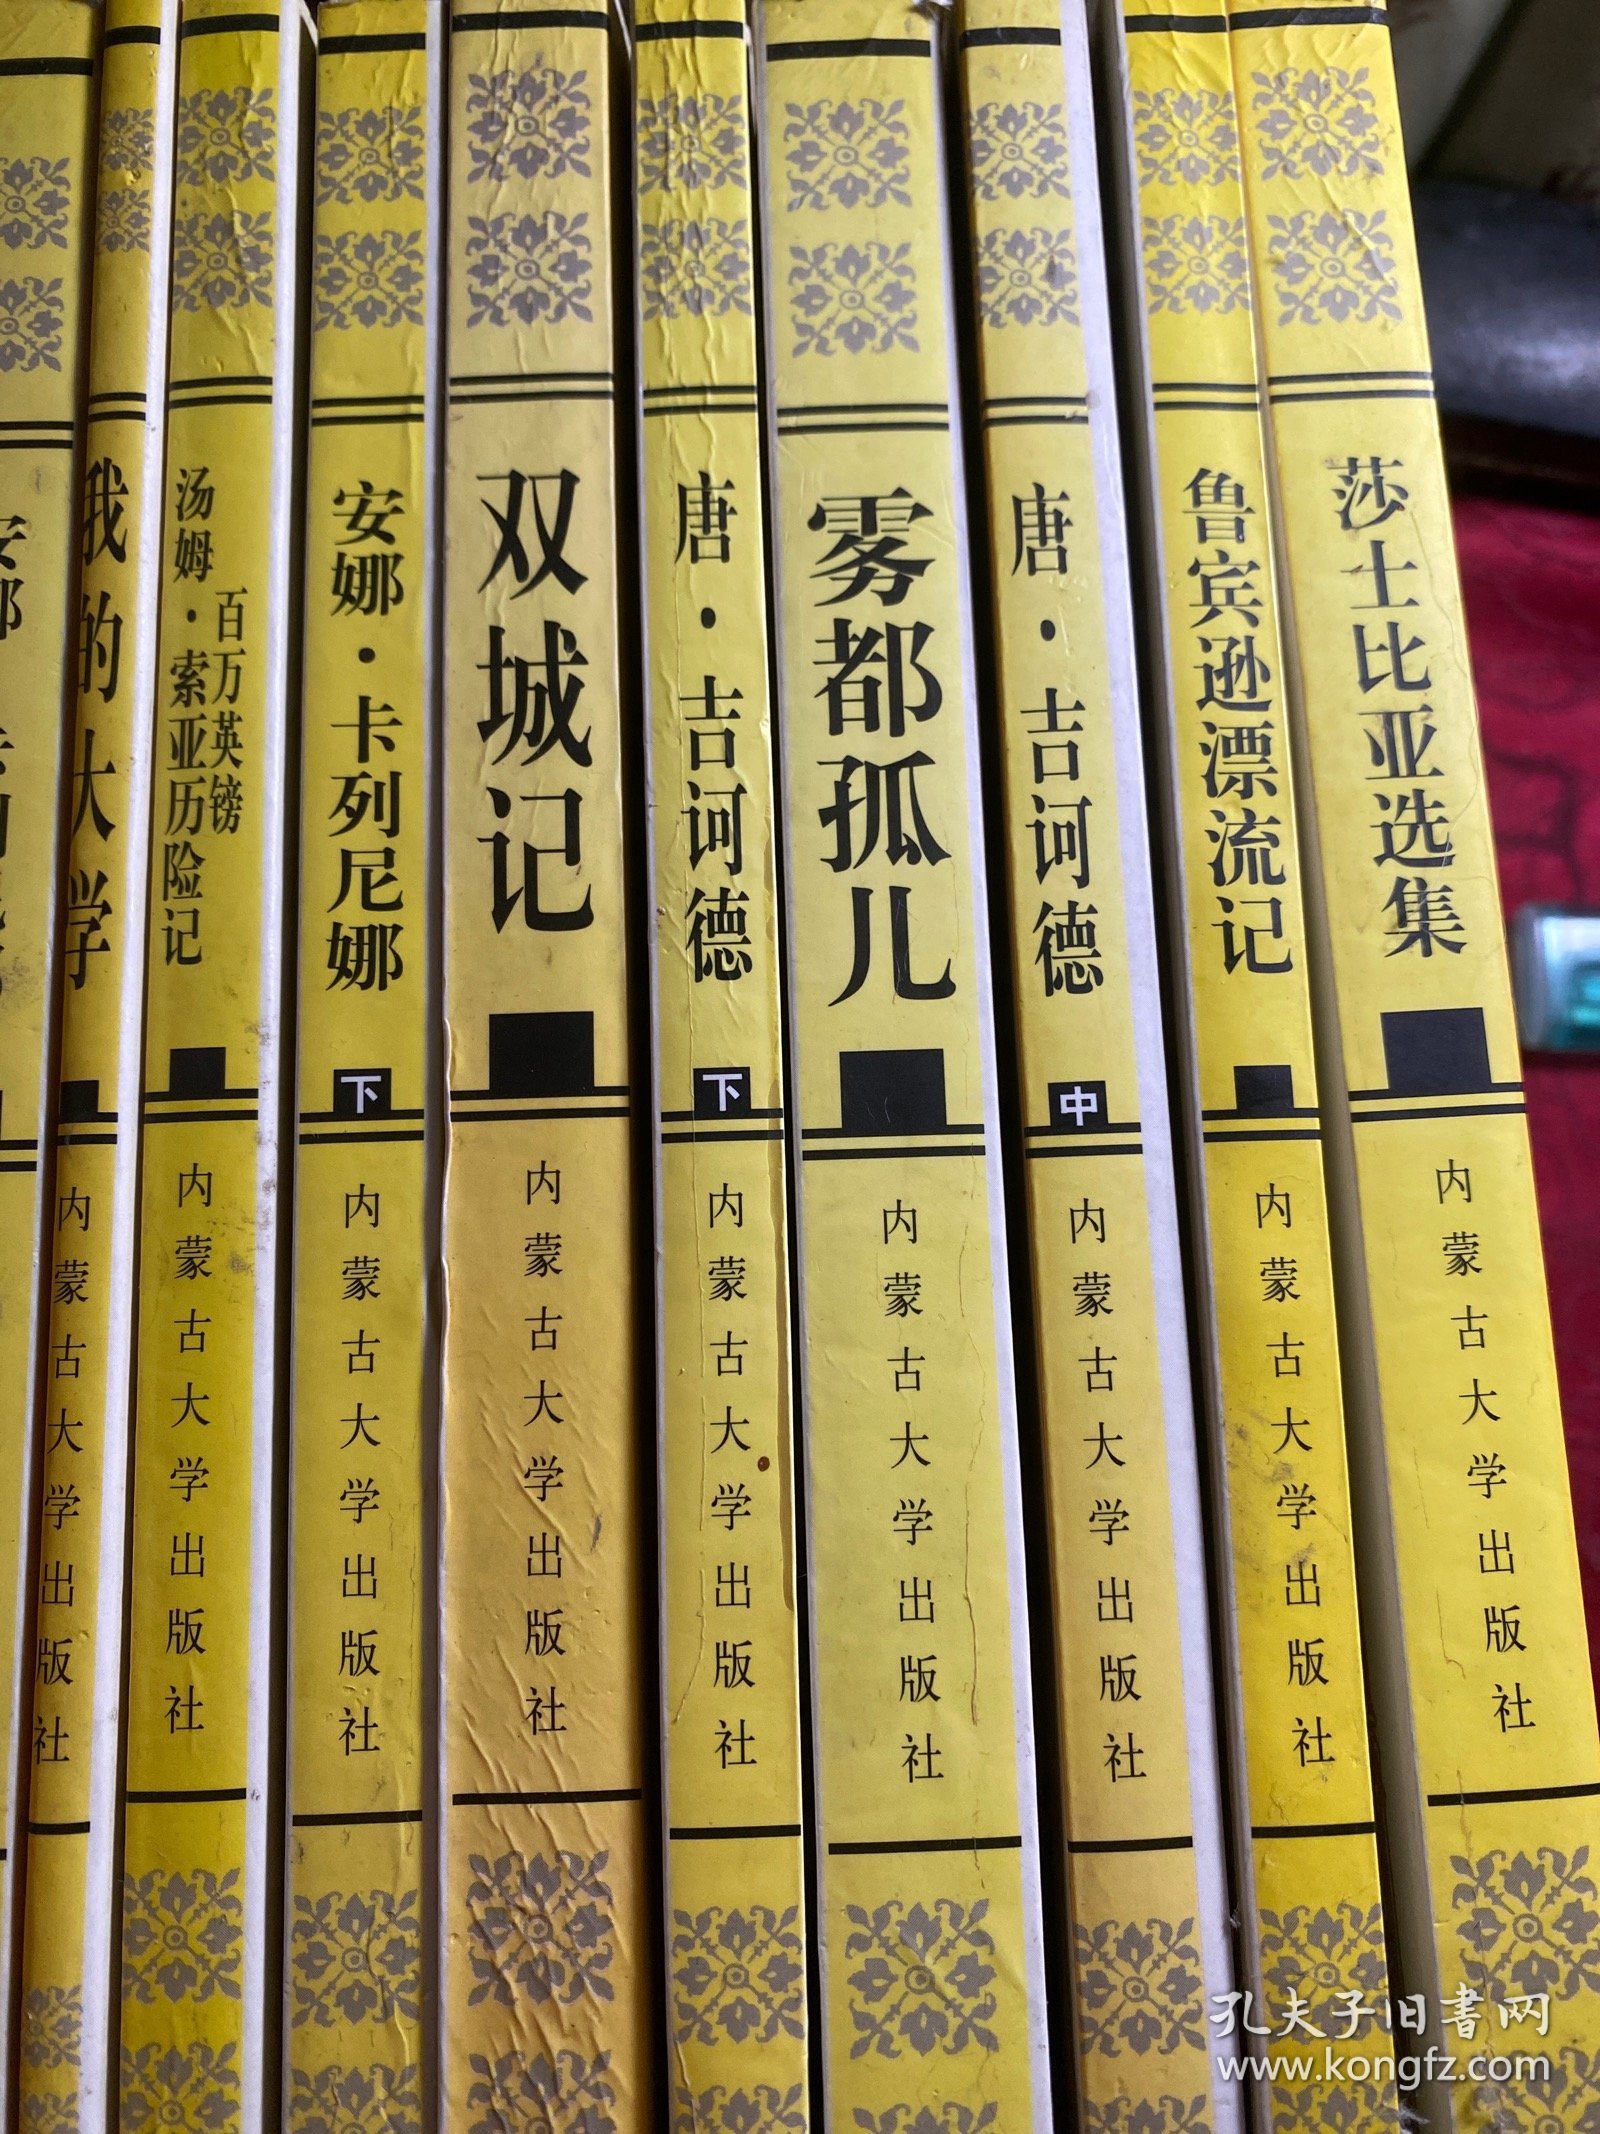 安娜
我的大学
内蒙古大学出版社
汤姆·索亚历险记
百万英镑
内蒙古大学出版社
安娜·卡列尼娜
下
内蒙古大学出版社
双城记
内蒙古大学出版社
唐·吉诃德
下
内蒙古大学出版社
雾都孤儿
内蒙古大学出版社
唐·吉诃德
中
内蒙古大学出版社
鲁宾逊漂流记
内蒙古大学出版社
莎士比亚选集
内蒙古大学出版社
孔夫子旧書网
www.kongfz.com